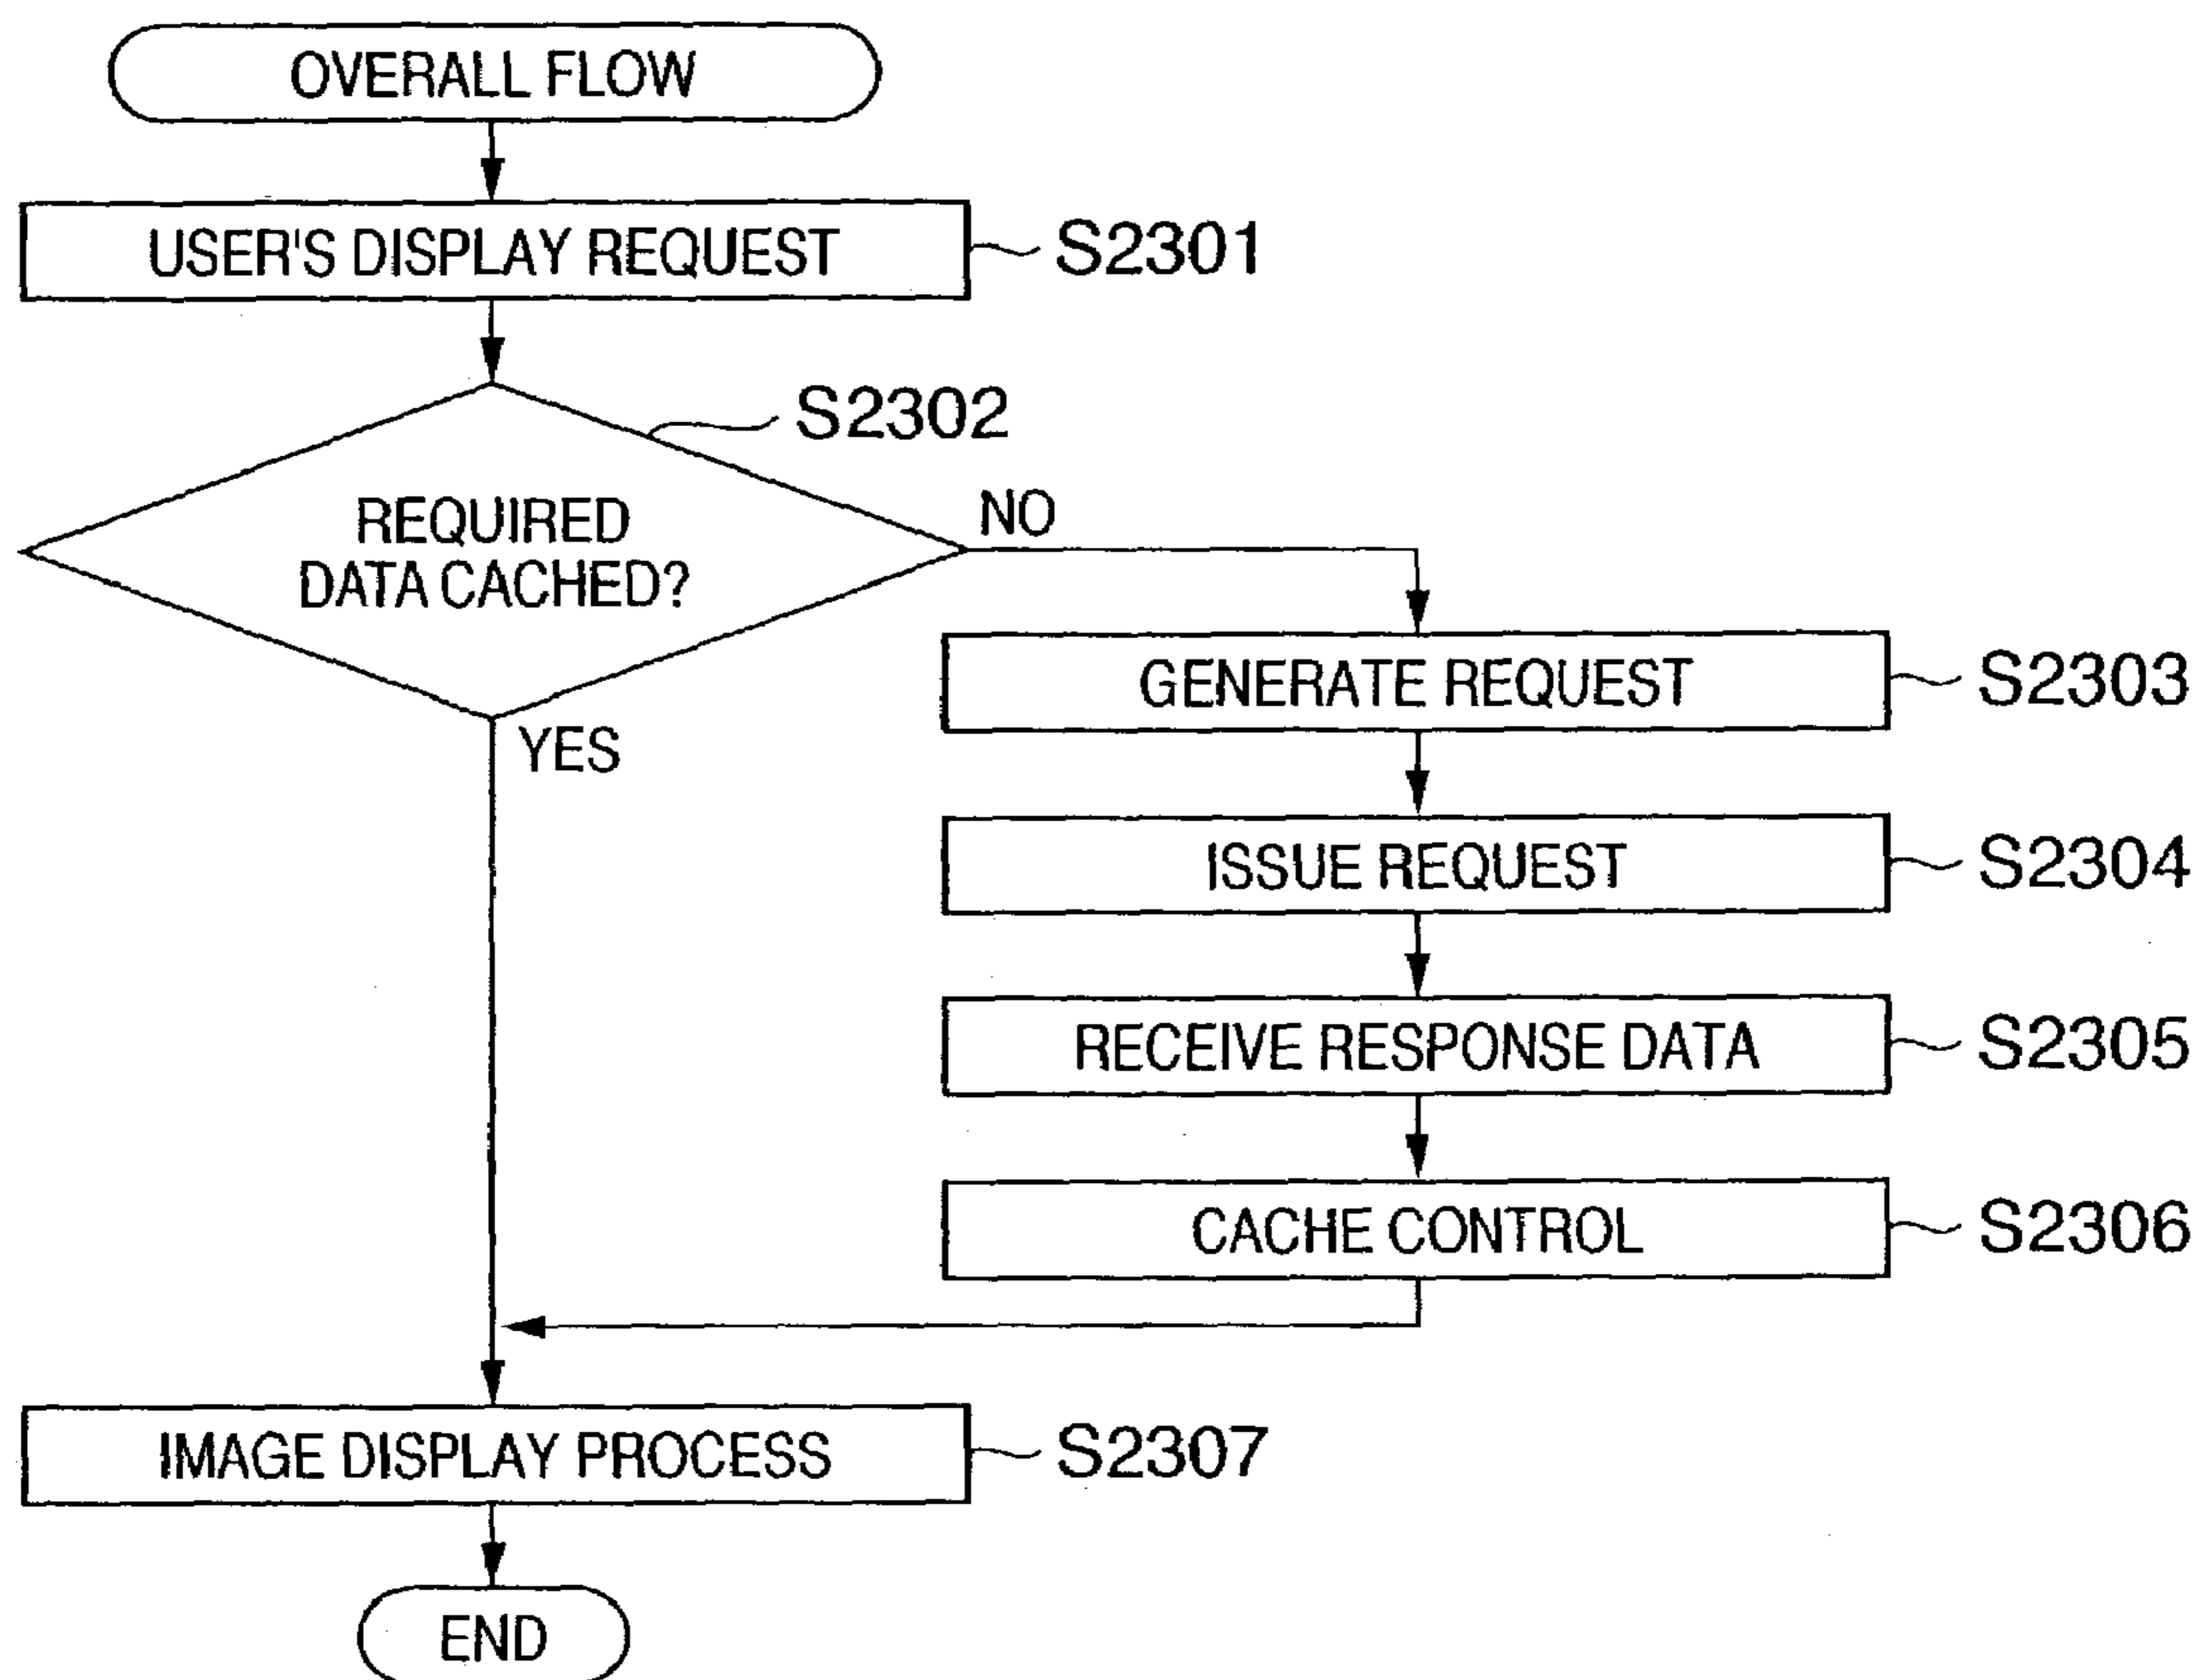 OVERALL FLOW
USER'S DISPLAY REQUEST
S2301
S2302
REQUIRED
DATA CACHED?
NO
YES
GENERATE REQUEST
S2303
ISSUE REQUEST
S2304
RECEIVE RESPONSE DATA
S2305
CACHE CONTROL
S2306
IMAGE DISPLAY PROCESS
S2307
END